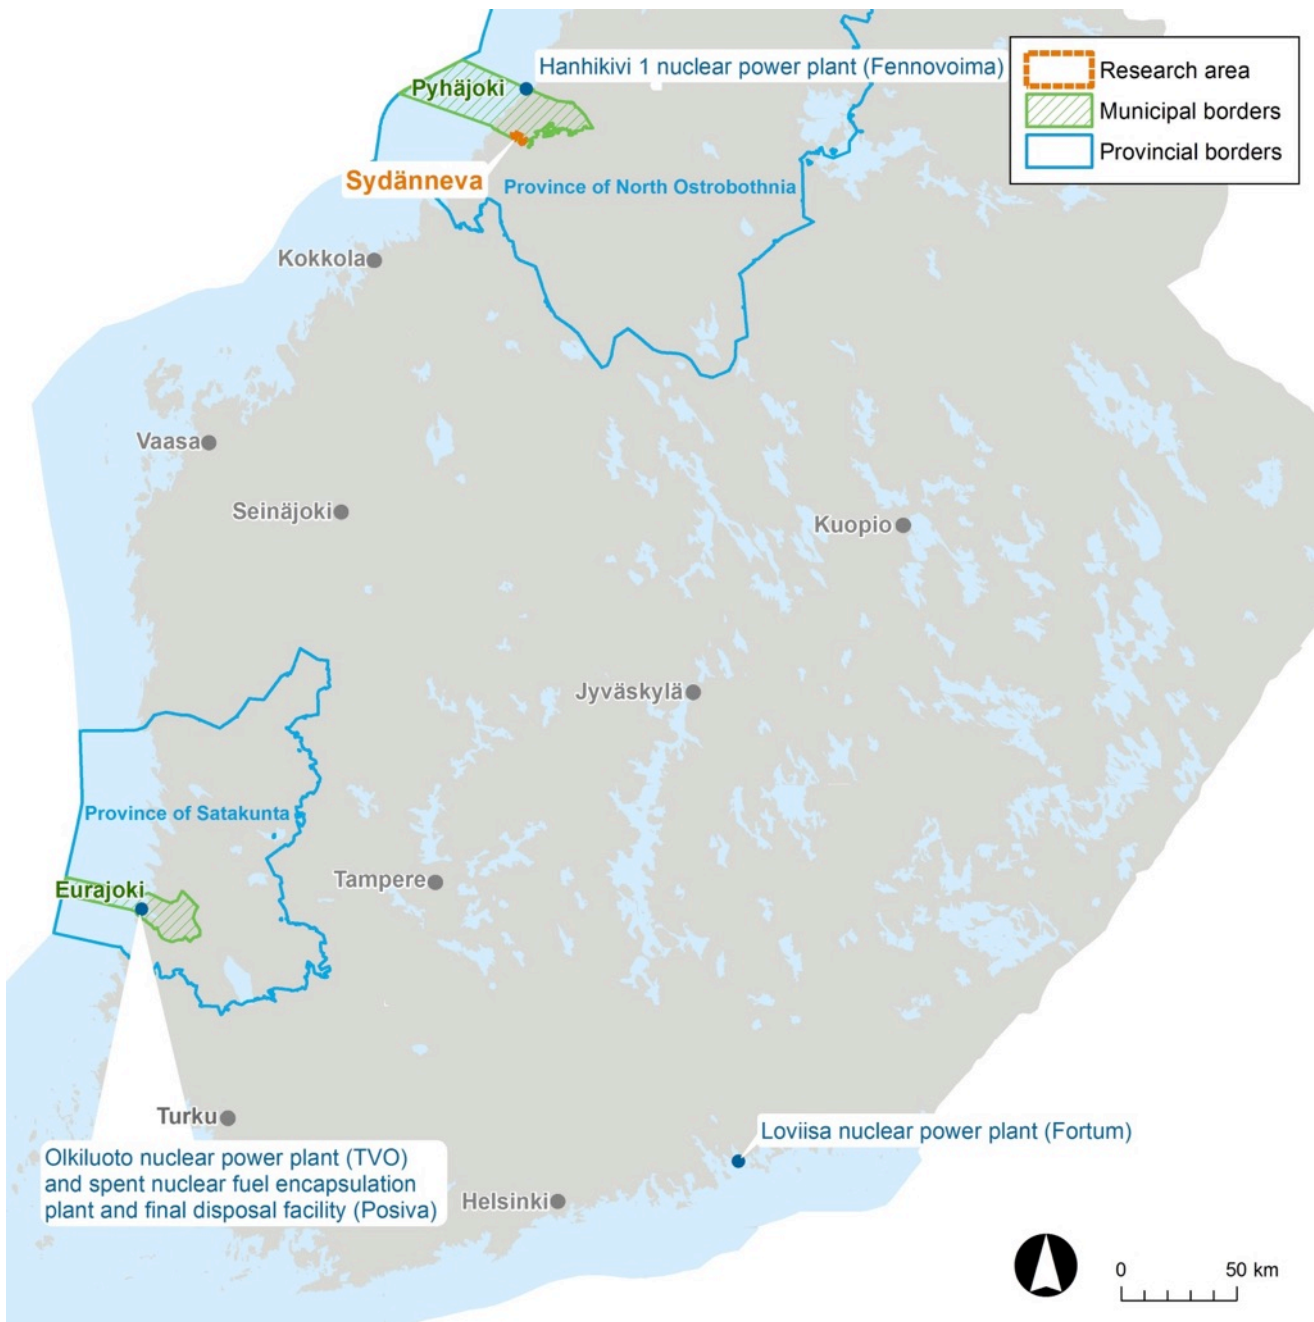 Hanhikivi 1 nuclear power plant (Fennovoima)
Pyhäjoki
Research area
Municipal borders
Provincial borders
Sydänneva
Province of North Ostrobothnia
Kokkola
Vaasa
Seinäjoki
Kuopio
Jyväskylä
Province of Satakunta
Tampere
Eurajoki
Turku
Loviisa nuclear power plant (Fortum)
Olkiluoto nuclear power plant (TVO)
and spent nuclear fuel encapsulation
plant and final disposal facility (Posiva)
Helsinki
0 50 km